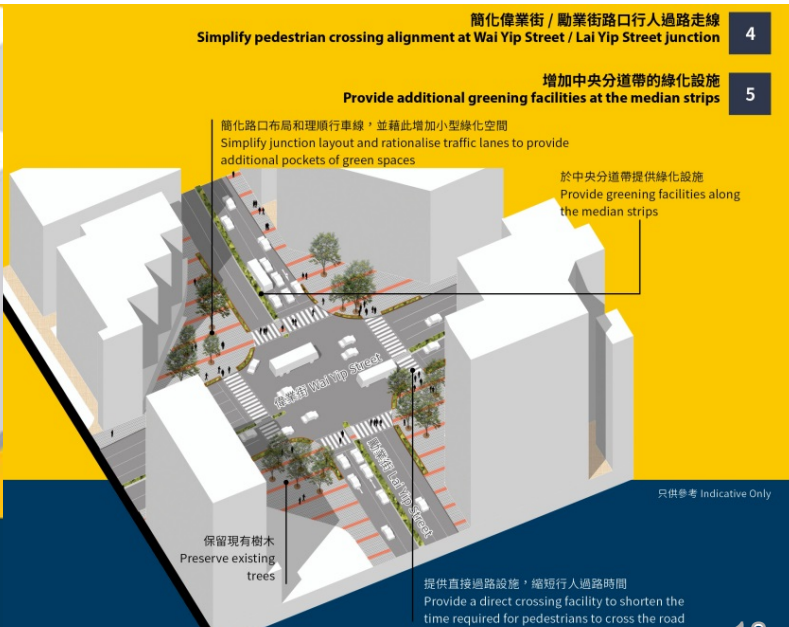 簡化偉業街 / 勵業街路口行人過路走線
Simplify pedestrian crossing alignment at Wai Yip Street / Lai Yip Street junction
4
增加中央分道帶的綠化設施
Provide additional greening facilities at the median strips
5
簡化路口布局和理順行車線，並藉此增加小型綠化空間
Simplify junction layout and rationalise traffic lanes to provide
additional pockets of green spaces
於中央分道帶提供綠化設施
Provide greening facilities along
the median strips
偉業街 Wai Yip Street
勵業街 Lai Yip Street
只供參考 Indicative Only
保留現有樹木
Preserve existing
trees
提供直接過路設施，縮短行人過路時間
Provide a direct crossing facility to shorten the
time required for pedestrians to cross the road